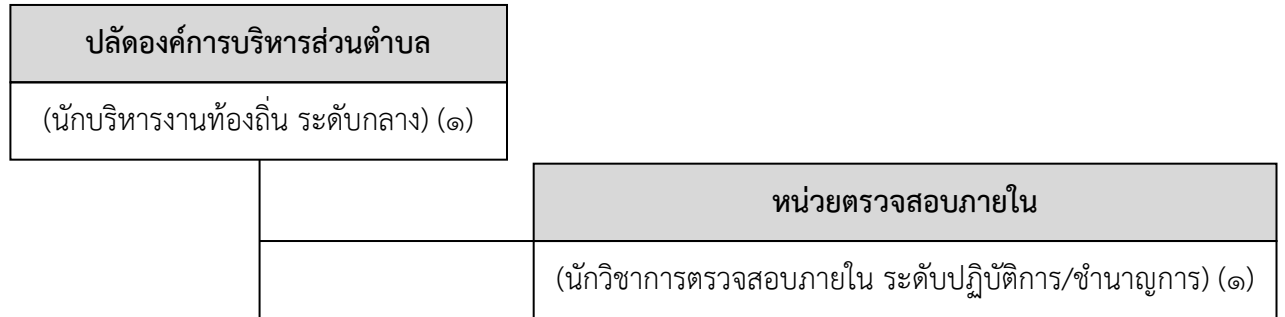 ปลัดองค์การบริหารส่วนตำบล
(นักบริหารงานท้องถิ่น ระดับกลาง) (๑)
หน่วยตรวจสอบภายใน
(นักวิชาการตรวจสอบภายใน ระดับปฏิบัติการ/ชำนาญการ) (๑)